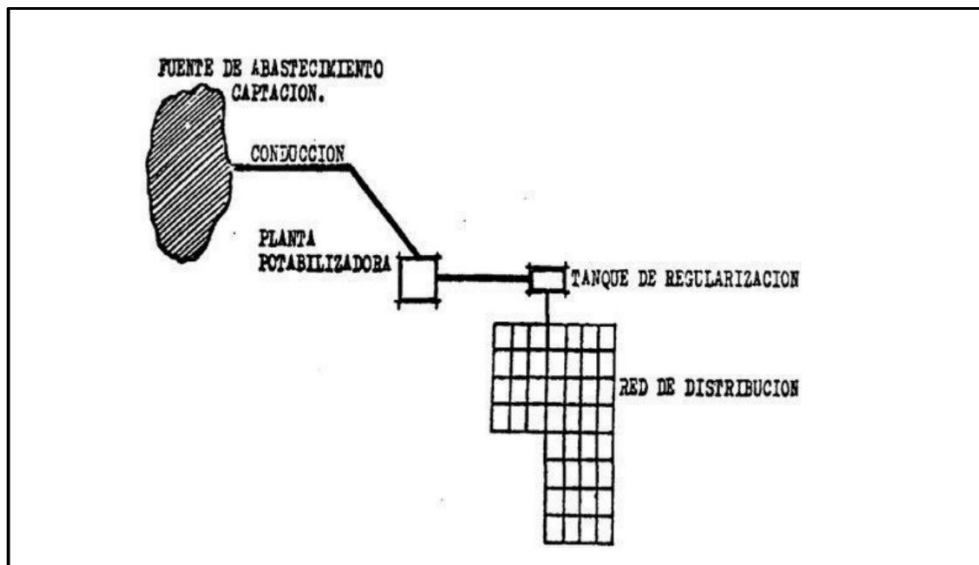 FUENTE DE ABASTECIMIENTO
CAPTACION.
CONDUCCION
PLANTA
POTABILIZADORA
TANQUE DE REGULARIZACION
RED DE DISTRIBUCION